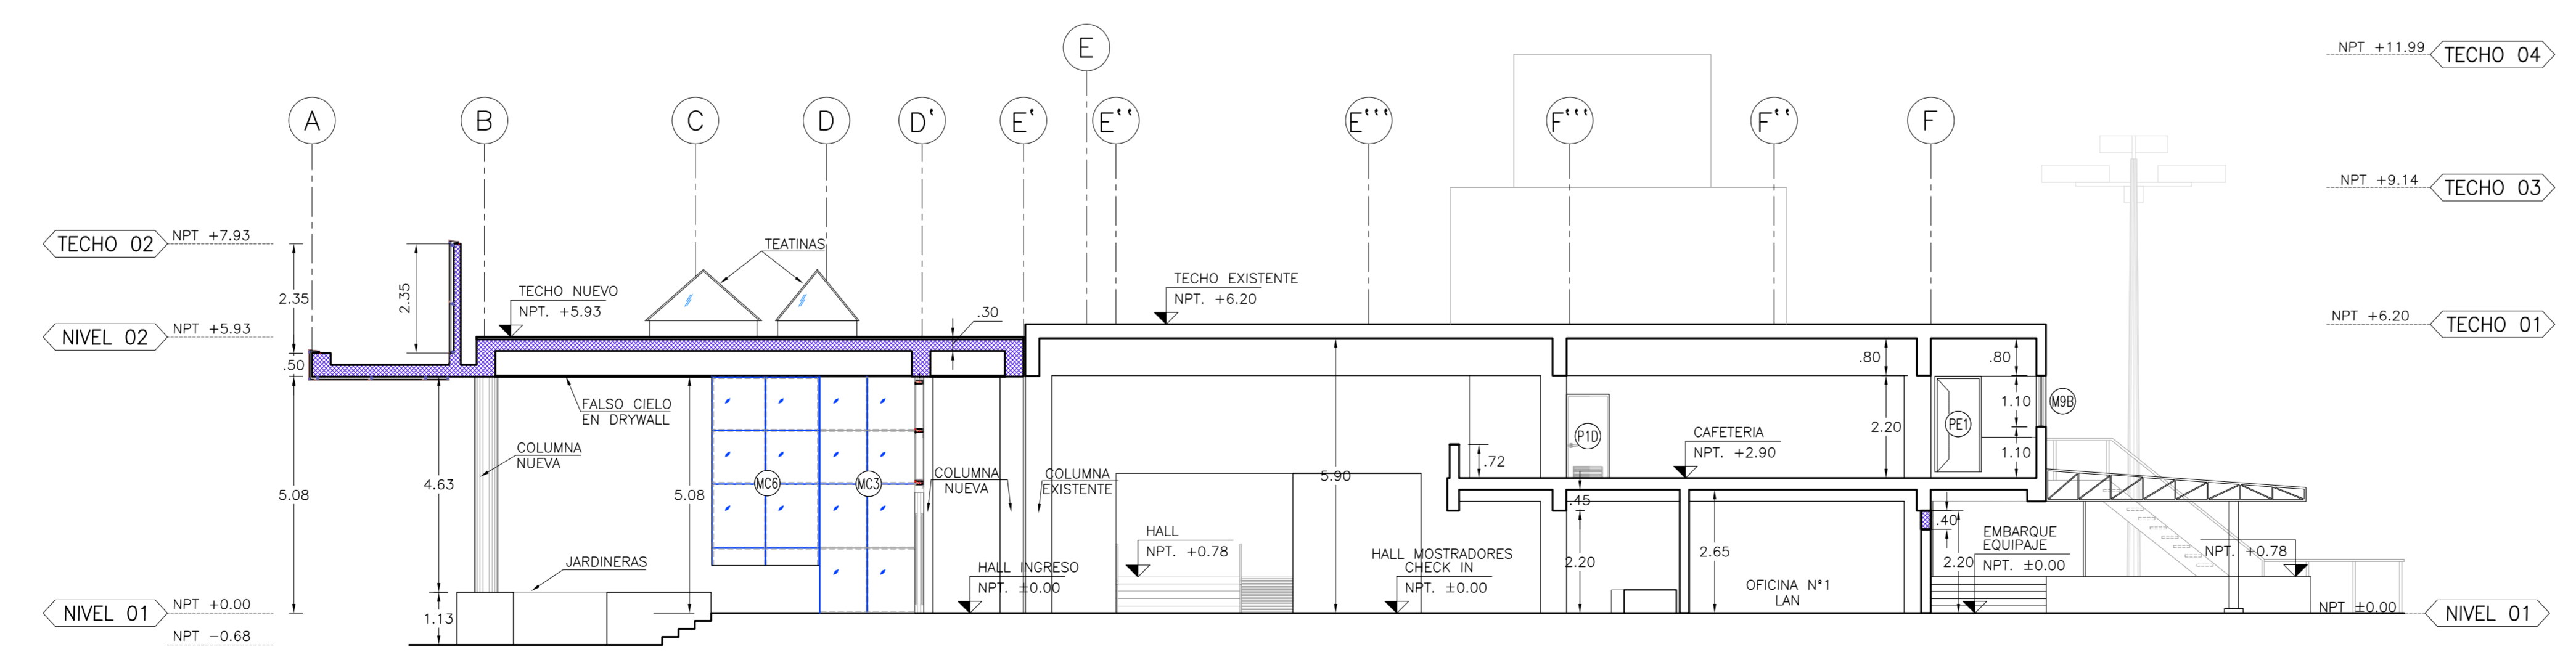 E
NPT +11.99
TECHO 04
A
B
C
D
D‘
E‘
E‘‘
E‘‘‘
F‘‘‘
F‘‘
F
NPT +9.14
TECHO 03
TECHO 02
NPT +7.93
TEATINAS
2.35
2.35
TECHO NUEVO
NPT. +5.93
.30
TECHO EXISTENTE
NPT. +6.20
NPT +6.20
TECHO 01
NIVEL 02
NPT +5.93
.50
.80
.80
FALSO CIELO
EN DRYWALL
1.10
M9B
COLUMNA
NUEVA
P1D
CAFETERIA
NPT. +2.90
2.20
PE1
1.10
.72
4.63
5.08
5.08
MC6
MC3
COLUMNA
NUEVA
COLUMNA
EXISTENTE
5.90
.45
.40
JARDINERAS
HALL
NPT. +0.78
HALL INGRESO
NPT. ±0.00
HALL MOSTRADORES
CHECK IN
NPT. ±0.00
2.20
2.65
OFICINA N°1
LAN
2.20
EMBARQUE
EQUIPAJE
NPT. ±0.00
NPT. +0.78
NIVEL 01
NPT +0.00
1.13
NPT ±0.00
NIVEL 01
NPT −0.68